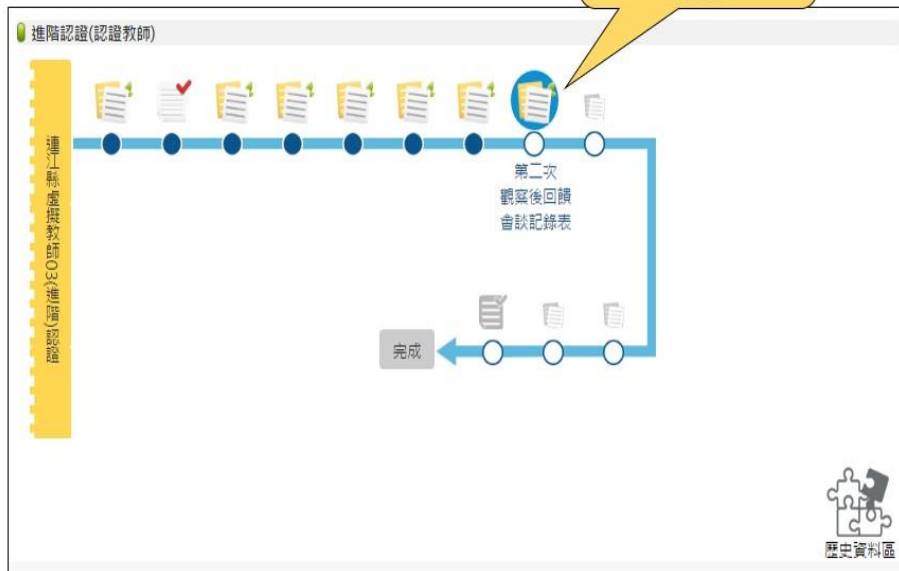 進階認證(認證教師)
連江縣虛擬教師03(進階)認證
第二次
觀察後回饋
會談記錄表
完成
歷史資料區